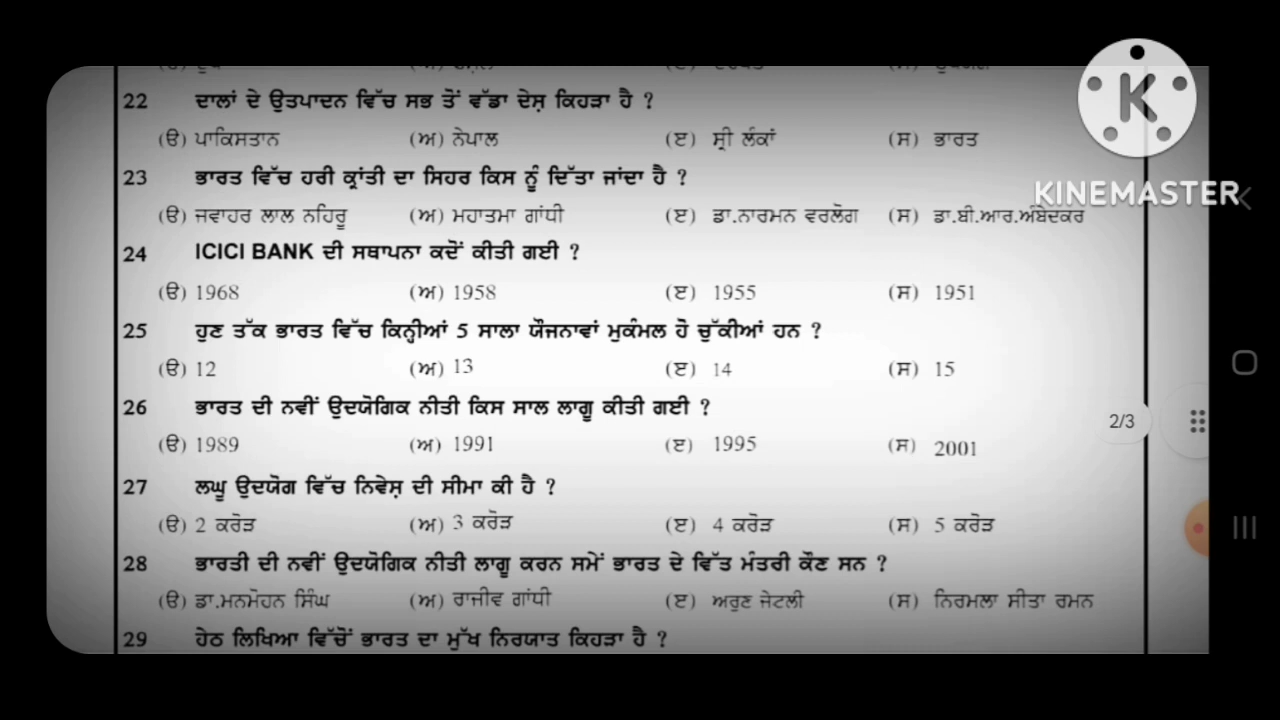 22 ਦਾਲਾਂ ਦੇ ਉਤਪਾਦਨ ਵਿੱਚ ਸਭ ਤੋਂ ਵੱਡਾ ਦੇਸ਼ ਕਿਹੜਾ ਹੈ ?
(ੳ) ਪਾਕਿਸਤਾਨ (ਅ) ਨੇਪਾਲ (ੲ) ਸ੍ਰੀ ਲੰਕਾਂ (ਸ) ਭਾਰਤ
23 ਭਾਰਤ ਵਿੱਚ ਹਰੀ ਕ੍ਰਾਂਤੀ ਦਾ ਸਿਹਰ ਕਿਸ ਨੂੰ ਦਿੱਤਾ ਜਾਂਦਾ ਹੈ ?
KINEMASTER
(ੳ) ਜਵਾਹਰ ਲਾਲ ਨਹਿਰੂ (ਅ) ਮਹਾਤਮਾ ਗਾਂਧੀ (ੲ) ਡਾ.ਨਾਰਮਨ ਵਰਲੋਗ (ਸ) ਡਾ.ਬੀ.ਆਰ.ਅੰਬੇਦਕਰ
24 ICICI BANK ਦੀ ਸਥਾਪਨਾ ਕਦੋਂ ਕੀਤੀ ਗਈ ?
(ੳ) 1968 (ਅ) 1958 (ੲ) 1955 (ਸ) 1951
25 ਹੁਣ ਤੱਕ ਭਾਰਤ ਵਿੱਚ ਕਿਨ੍ਹੀਆਂ 5 ਸਾਲਾ ਯੌਜਨਾਵਾਂ ਮੁਕੰਮਲ ਹੋ ਚੁੱਕੀਆਂ ਹਨ ?
(ੳ) 12 (ਅ) 13 (ੲ) 14 (ਸ) 15
26 ਭਾਰਤ ਦੀ ਨਵੀਂ ਉਦਯੋਗਿਕ ਨੀਤੀ ਕਿਸ ਸਾਲ ਲਾਗੂ ਕੀਤੀ ਗਈ ?
2/3
(ੳ) 1989 (ਅ) 1991 (ੲ) 1995 (ਸ) 2001
27 ਲਘੂ ਉਦਯੋਗ ਵਿੱਚ ਨਿਵੇਸ਼ ਦੀ ਸੀਮਾ ਕੀ ਹੈ ?
(ੳ) 2 ਕਰੋੜ (ਅ) 3 ਕਰੋੜ (ੲ) 4 ਕਰੋੜ (ਸ) 5 ਕਰੋੜ
28 ਭਾਰਤੀ ਦੀ ਨਵੀਂ ਉਦਯੋਗਿਕ ਨੀਤੀ ਲਾਗੂ ਕਰਨ ਸਮੇਂ ਭਾਰਤ ਦੇ ਵਿੱਤ ਮੰਤਰੀ ਕੌਣ ਸਨ ?
(ੳ) ਡਾ.ਮਨਮੋਹਨ ਸਿੰਘ (ਅ) ਰਾਜੀਵ ਗਾਂਧੀ (ੲ) ਅਰੁਣ ਜੇਟਲੀ (ਸ) ਨਿਰਮਲਾ ਸੀਤਾ ਰਮਨ
29 ਹੇਠ ਲਿਖਿਆ ਵਿੱਚੋਂ ਭਾਰਤ ਦਾ ਮੁੱਖ ਨਿਰਯਾਤ ਕਿਹੜਾ ਹੈ ?